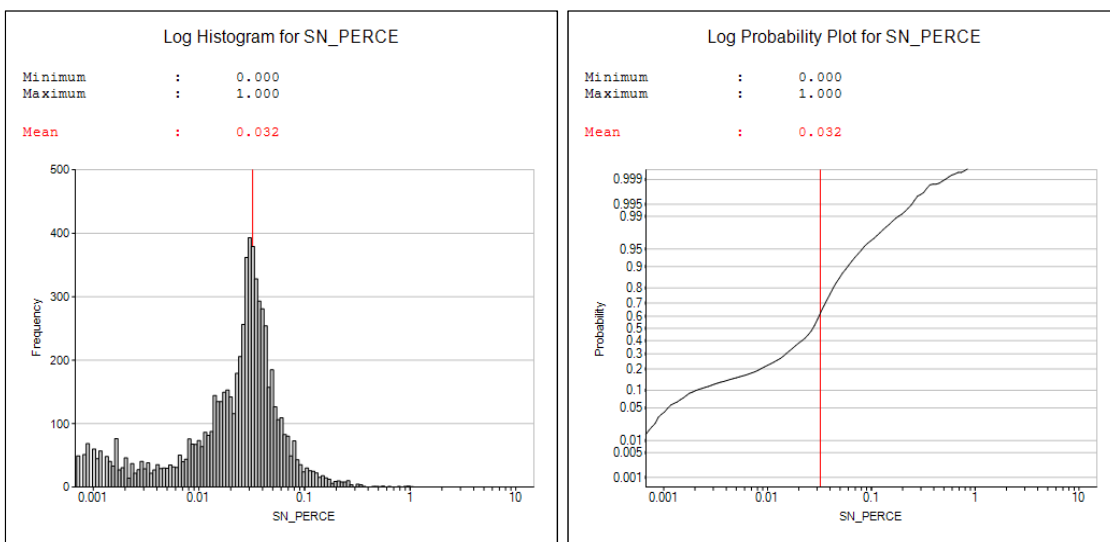 Log Histogram for SN_PERCE
Minimum : 0.000
Maximum : 1.000
Mean : 0.032
500
400
300
200
100
0
Frequency
0.001 0.01 0.1 1 10
SN_PERCE
Log Probability Plot for SN_PERCE
Minimum : 0.000
Maximum : 1.000
Mean : 0.032
0.999
0.995
0.99
0.95
0.9
0.8
0.7
0.6
0.5
0.4
0.3
0.2
0.1
0.05
0.01
0.005
0.001
Probability
0.001 0.01 0.1 1 10
SN_PERCE